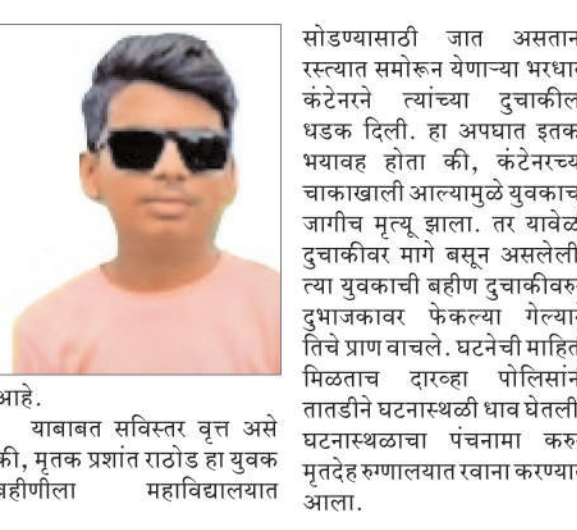 आहे.
याबाबत सविस्तर वृत्त असे
की, मृतक प्रशांत राठोड हा युवक
बहीणीला महाविद्यालयात
सोडण्यासाठी जात असतान
रस्त्यात समोरून येणाऱ्या भरधाव
कंटेनरने त्यांच्या दुचाकील
धडक दिली. हा अपघात इतक
भयावह होता की, कंटेनरच्य
चाकाखाली आल्यामुळे युवकाच
जागीच मृत्यू झाला. तर यावेळ
दुचाकीवर मागे बसून असलेली
त्या युवकाची बहीण दुचाकीवरु
दुभाजकावर फेकल्या गेल्या
तिचे प्राण वाचले. घटनेची माहित
मिळताच दारव्हा पोलिसांन
तातडीने घटनास्थळी धाव घेतली
घटनास्थळाचा पंचनामा करु
मृतदेह रुग्णालयात रवाना करण्या
आला.